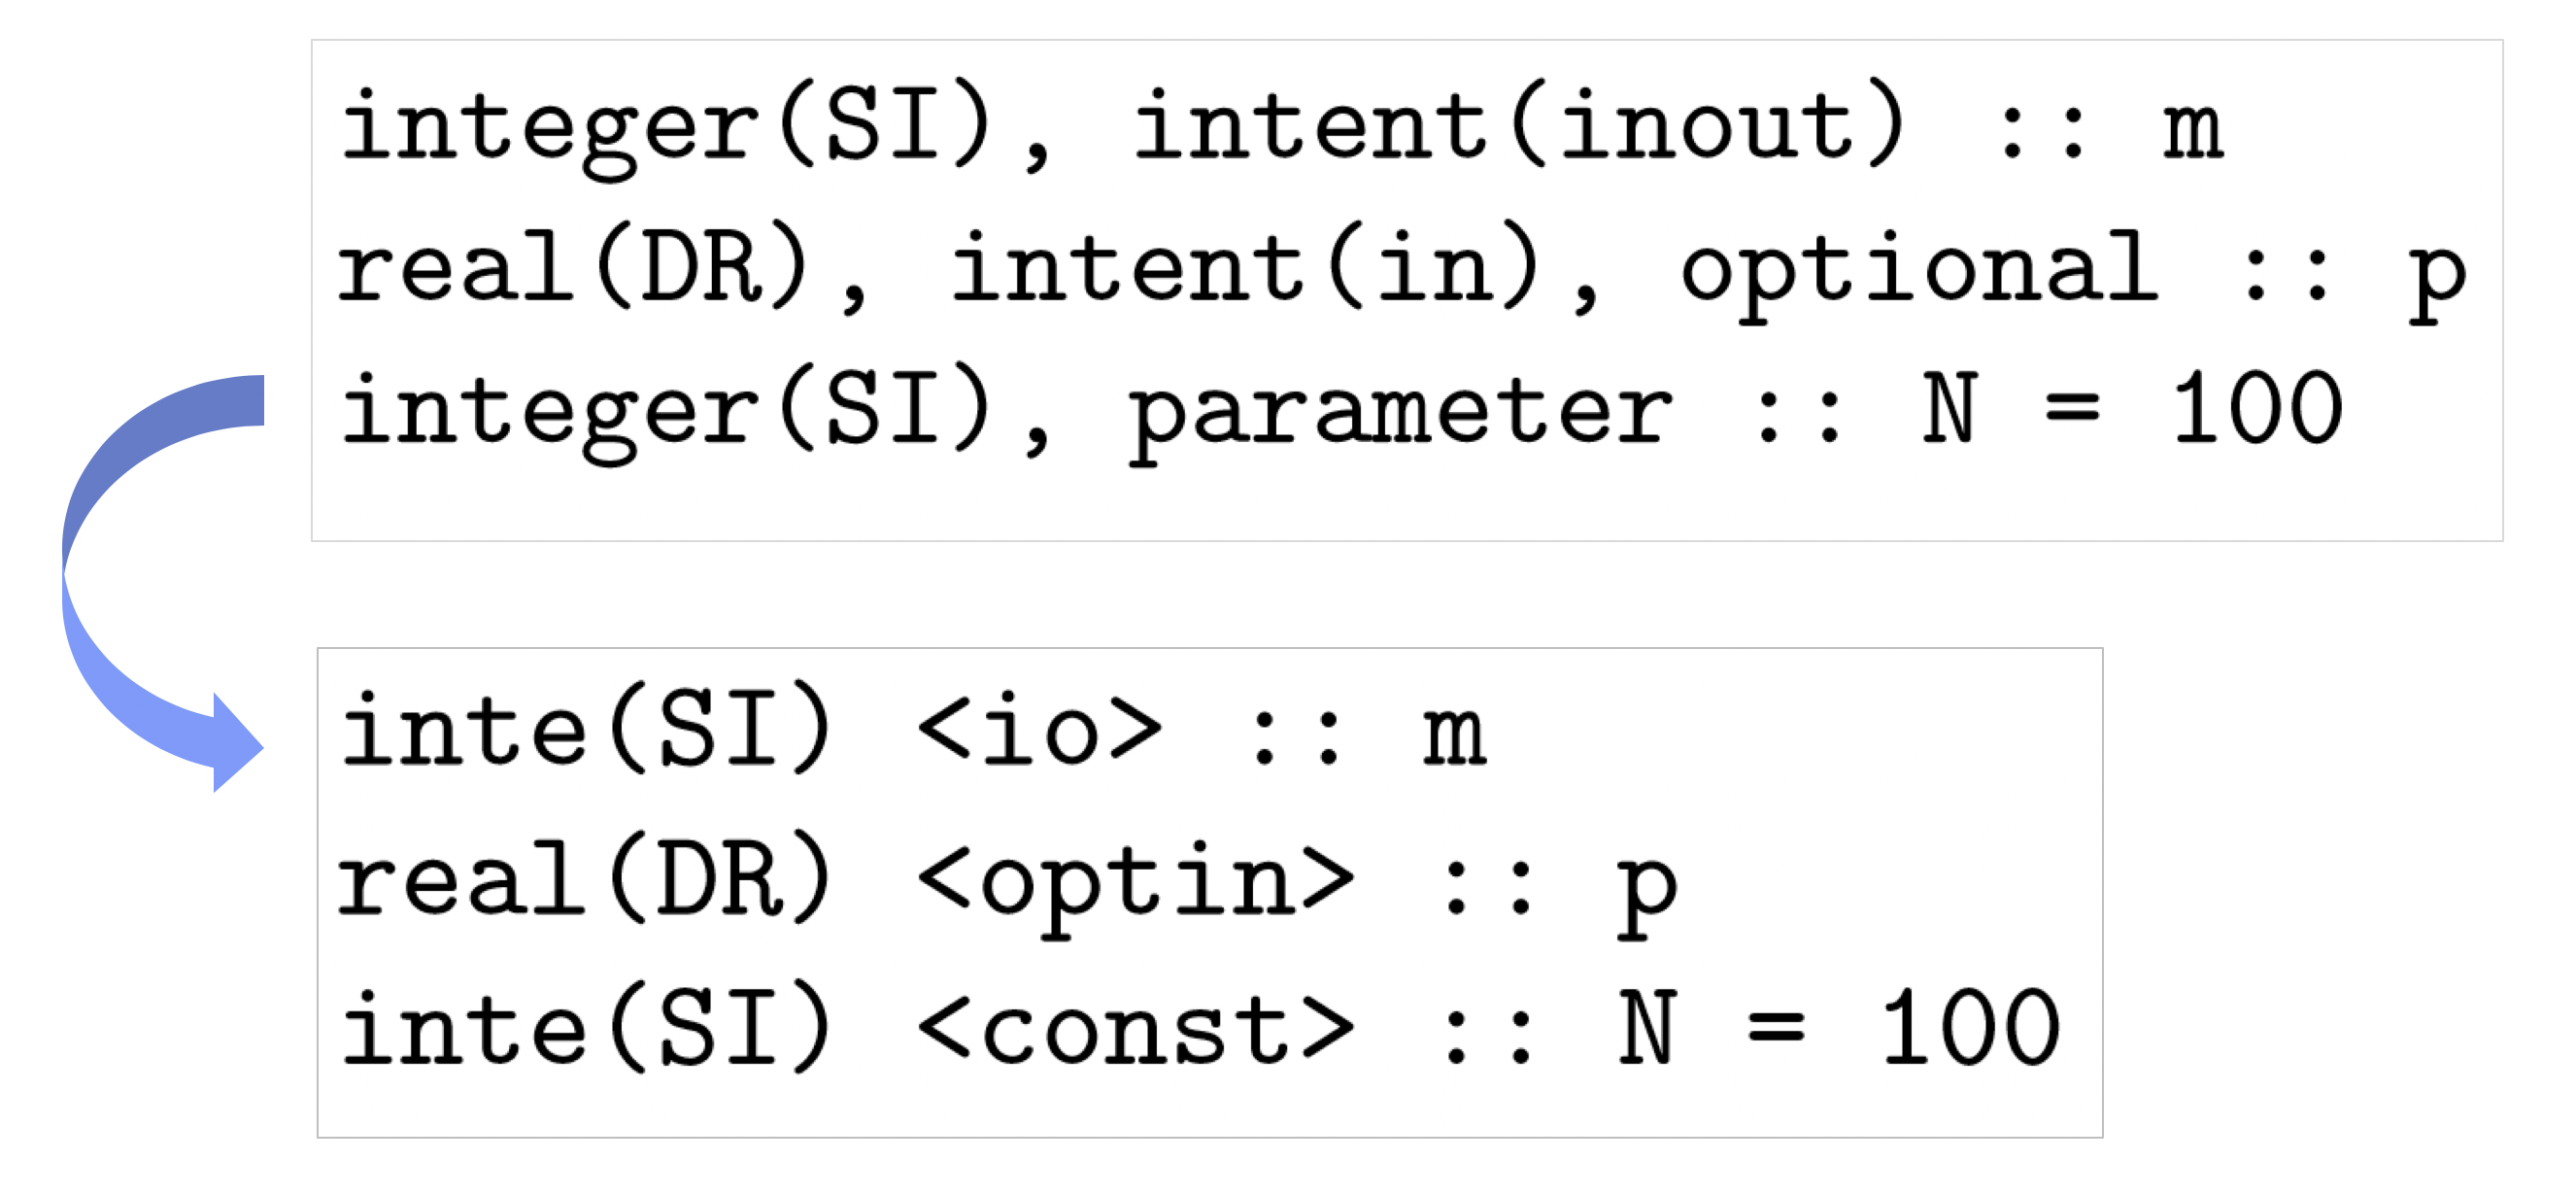 integer(SI), intent(inout) :: m
real(DR), intent(in), optional :: p
integer(SI), parameter :: N = 100
inte(SI) <io> :: m
real(DR) <optin> :: p
inte(SI) <const> :: N = 100